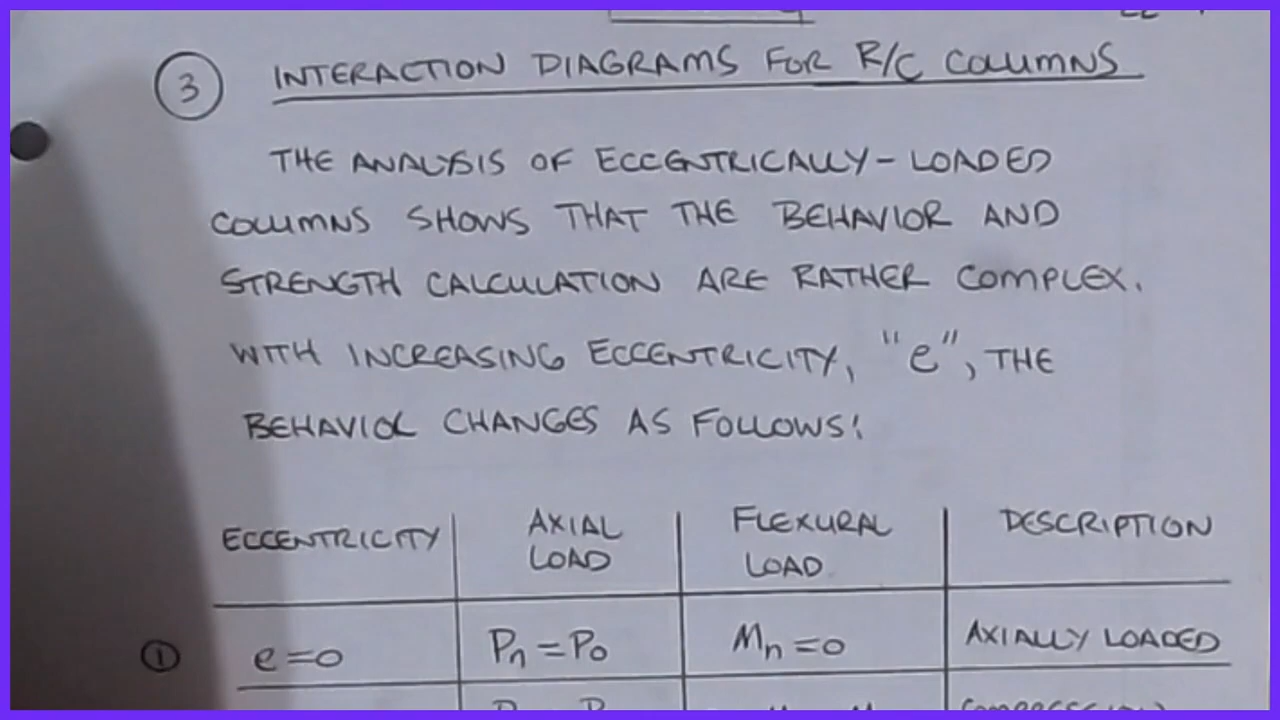 3 INTERACTION DIAGRAMS FOR R/C COLUMNS
THE ANALYSIS OF ECCENTRICALLY-LOADED
COLUMNS SHOWS THAT THE BEHAVIOR AND
STRENGTH CALCULATION ARE RATHER COMPLEX.
WITH INCREASING ECCENTRICITY, "e", THE
BEHAVIOR CHANGES AS FOLLOWS:
ECCENTRICITY AXIAL LOAD FLEXURAL LOAD DESCRIPTION
1 e=0 Pn=Po Mn=0 AXIALLY LOADED